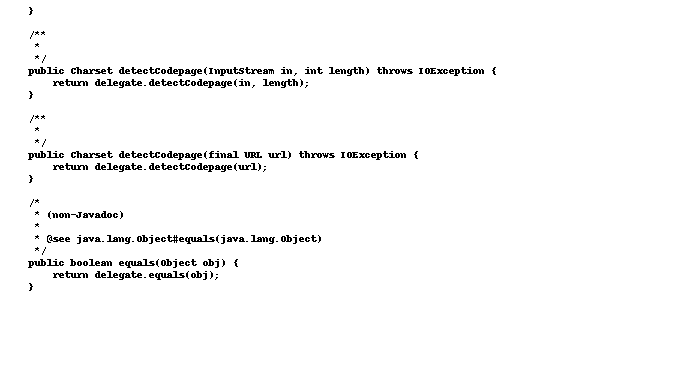 }

/**
 *
 */
public Charset detectCodepage(InputStream in, int length) throws IOException {
    return delegate.detectCodepage(in, length);
}

/**
 *
 */
public Charset detectCodepage(final URL url) throws IOException {
    return delegate.detectCodepage(url);
}

/*
 * (non-Javadoc)
 *
 * @see java.lang.Object#equals(java.lang.Object)
 */
public boolean equals(Object obj) {
    return delegate.equals(obj);
}